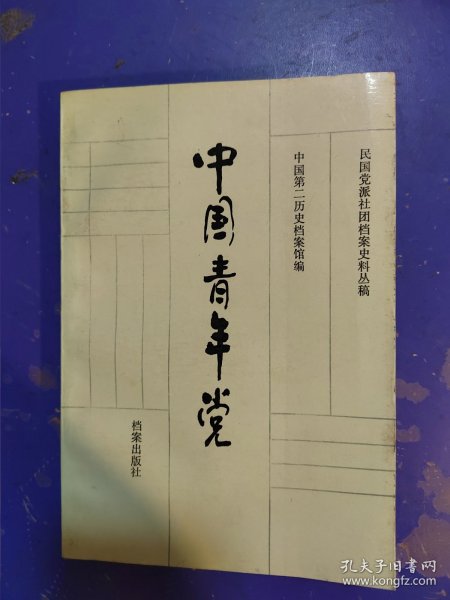 民国党派社团档案史料丛稿
中国第二历史档案馆编
中国青年党
档案出版社
孔夫子旧书网
www.kongfz.com